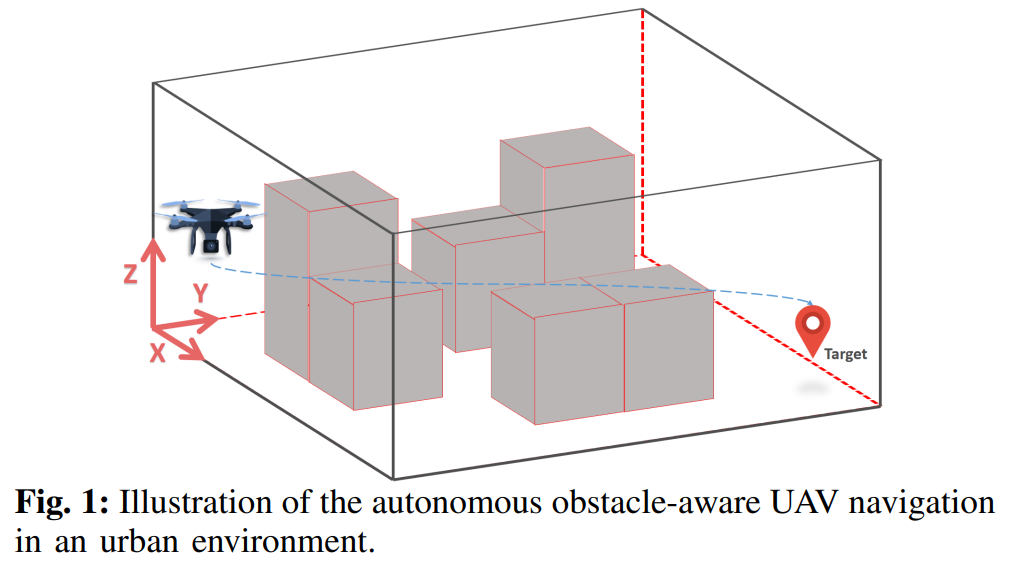 Z
Y
X
Target
Fig. 1: Illustration of the autonomous obstacle-aware UAV navigation
in an urban environment.